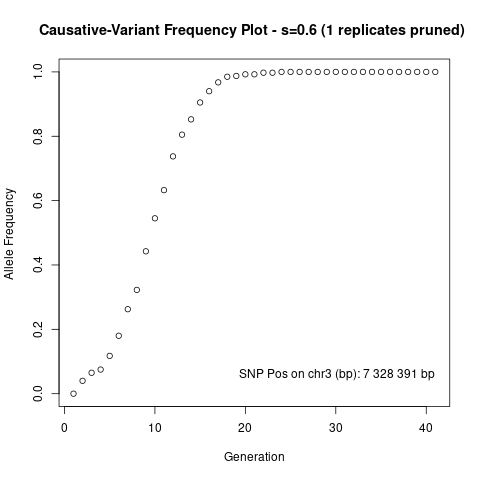 Causative-Variant Frequency Plot - s=0.6 (1 replicates pruned)
1.0
0.8
0.6
0.4
0.2
0.0
Allele Frequency
SNP Pos on chr3 (bp): 7 328 391 bp
0 10 20 30 40
Generation